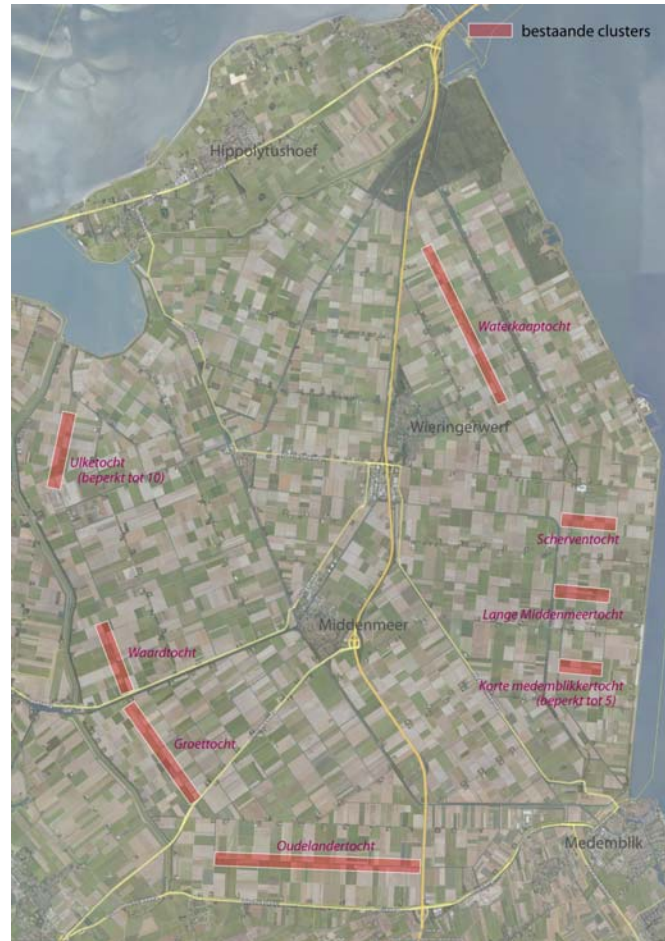 bestaande clusters
Hippolytushoef
Waterkaaptocht
Wieringerwerf
Ulketocht
(beperkt tot 10)
Scherventocht
Lange Middenmeertocht
Middenmeer
Waardtocht
Korte medemblikkertocht
(beperkt tot 5)
Groettocht
Oudelandertocht
Medemblik